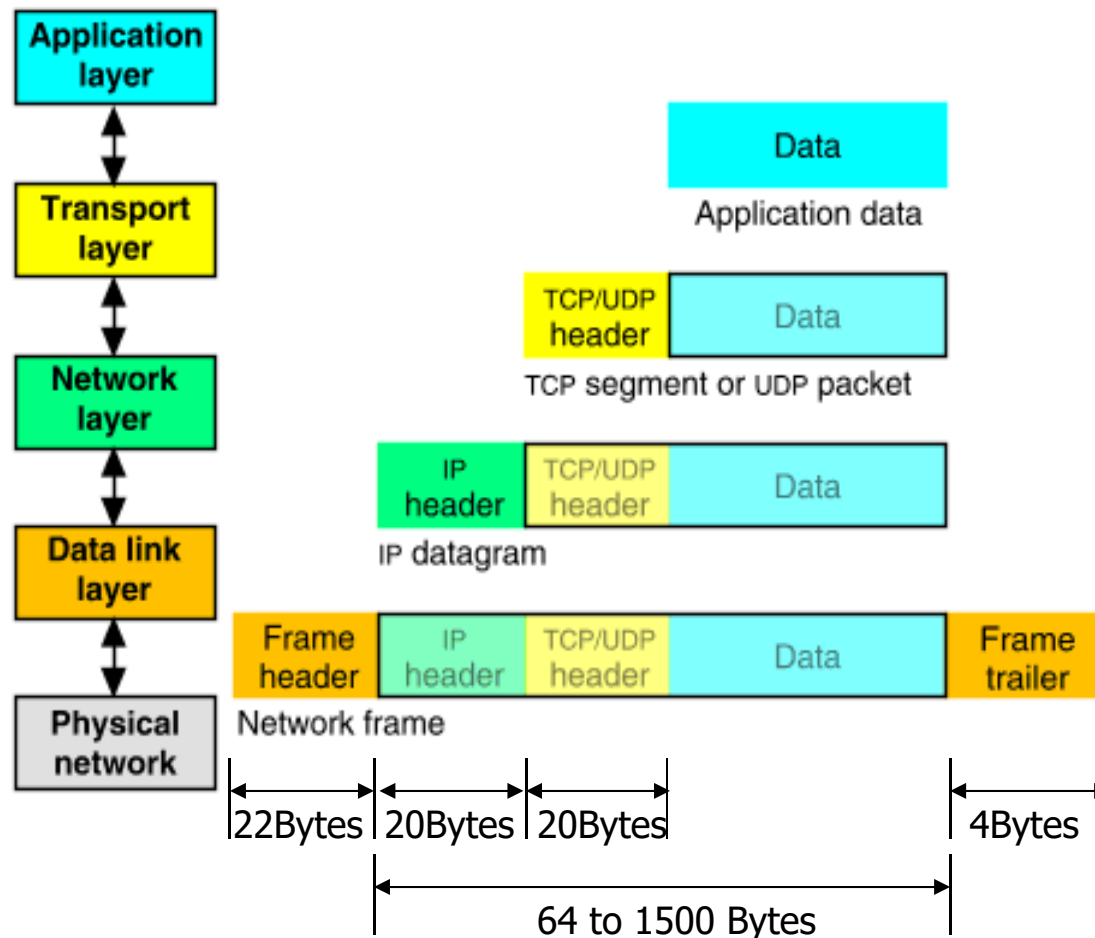 Application
layer
Data
Application data
Transport
layer
TCP/UDP
header
Data
TCP segment or UDP packet
Network
layer
IP
header
TCP/UDP
header
Data
IP datagram
Data link
layer
Frame
header
IP
header
TCP/UDP
header
Data
Frame
trailer
Physical
network
Network frame
22Bytes
20Bytes
20Bytes
4Bytes
64 to 1500 Bytes